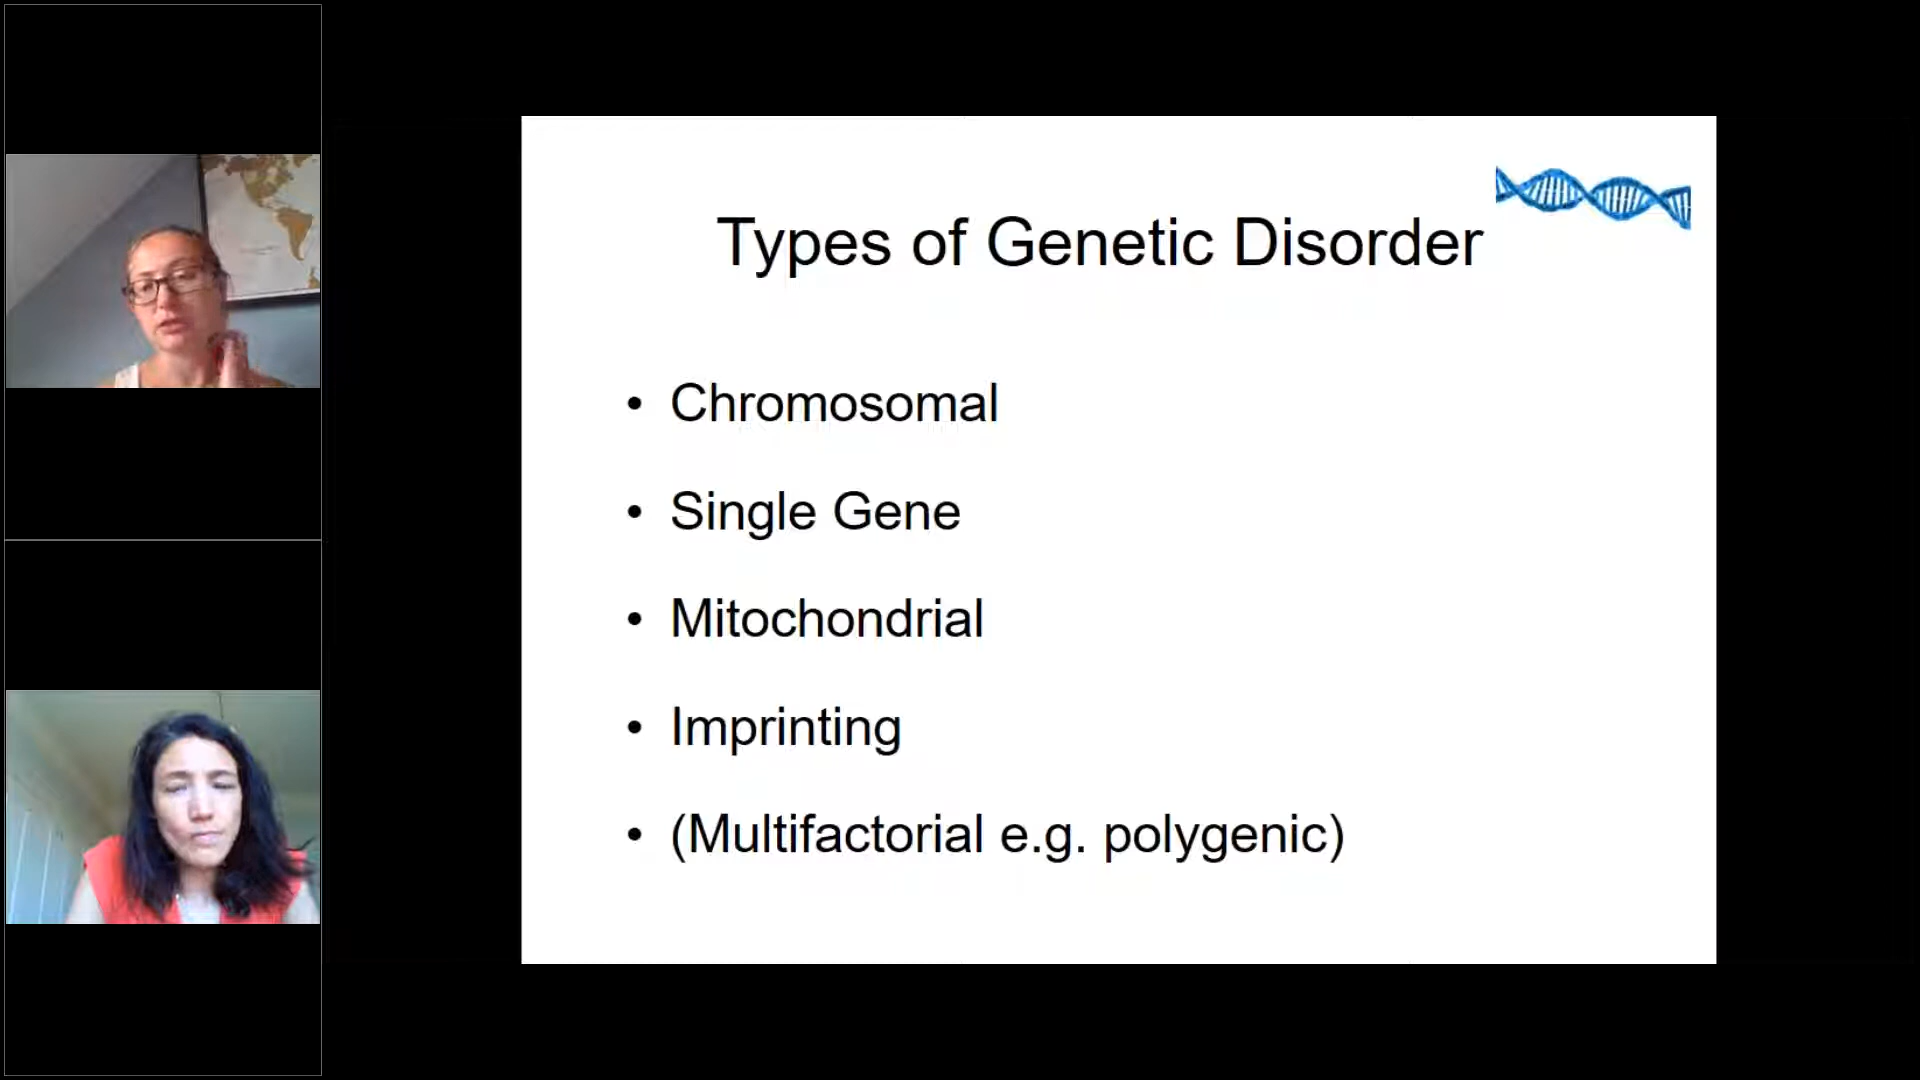 Types of Genetic Disorder
• Chromosomal
• Single Gene
• Mitochondrial
• Imprinting
• (Multifactorial e.g. polygenic)